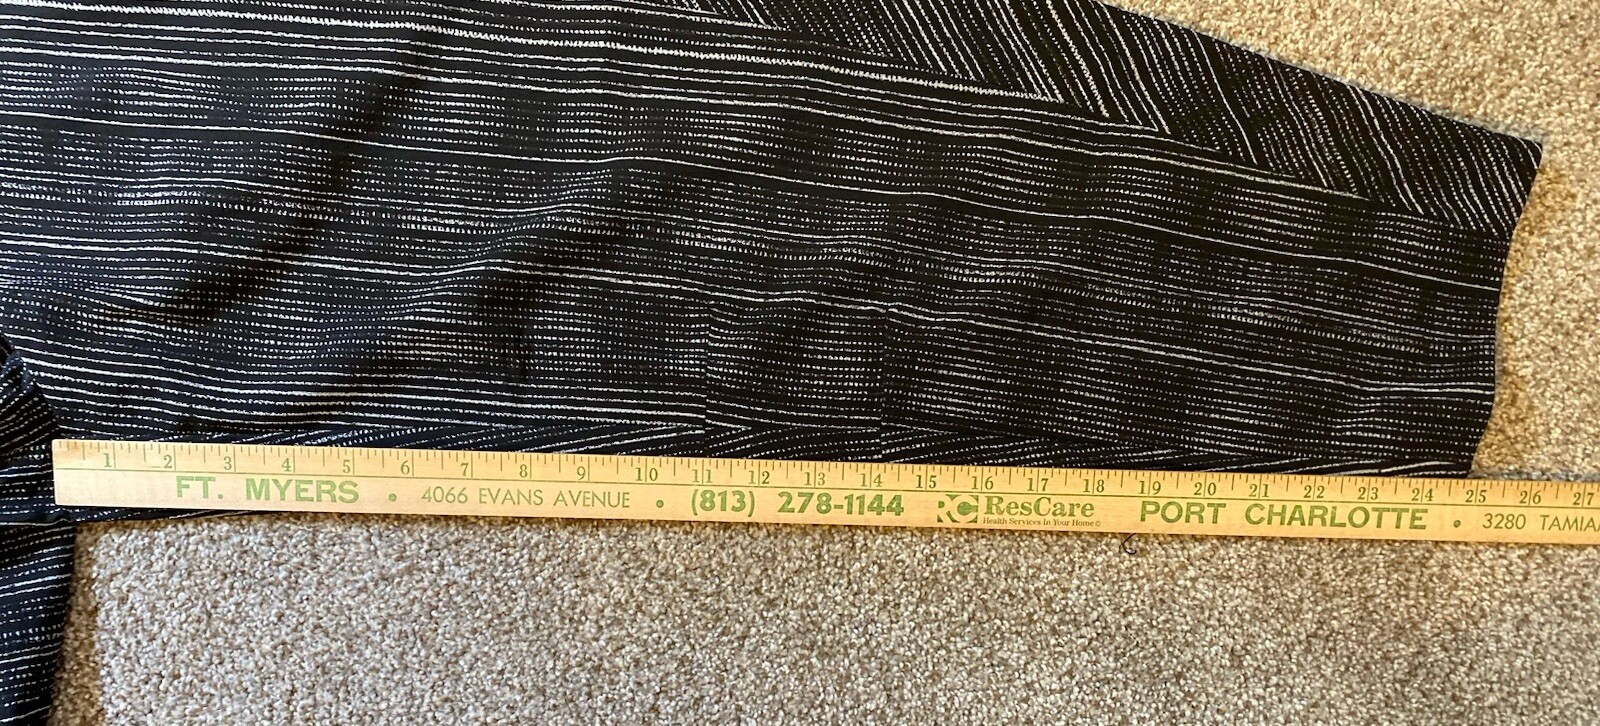 1 2 3 4 5 6 7 8 9 10 11 12 13 14 15 16 17 18 19 20 21 22 23 24 25 26 27
FT. MYERS • 4066 EVANS AVENUE • (813) 278-1144 RC ResCare PORT CHARLOTTE • 3280 TAMIA
Health Services In Your Home©